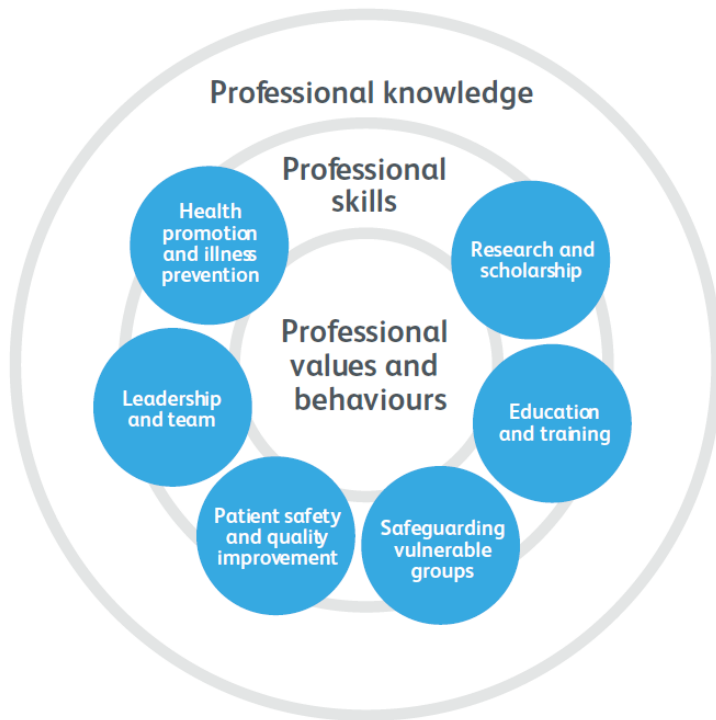 Professional knowledge
Professional
skills
Health
promotion
and illness
prevention
Research and
scholarship
Professional
values and
behaviours
Leadership
and team
Education
and training
Patient safety
and quality
improvement
Safeguarding
vulnerable
groups